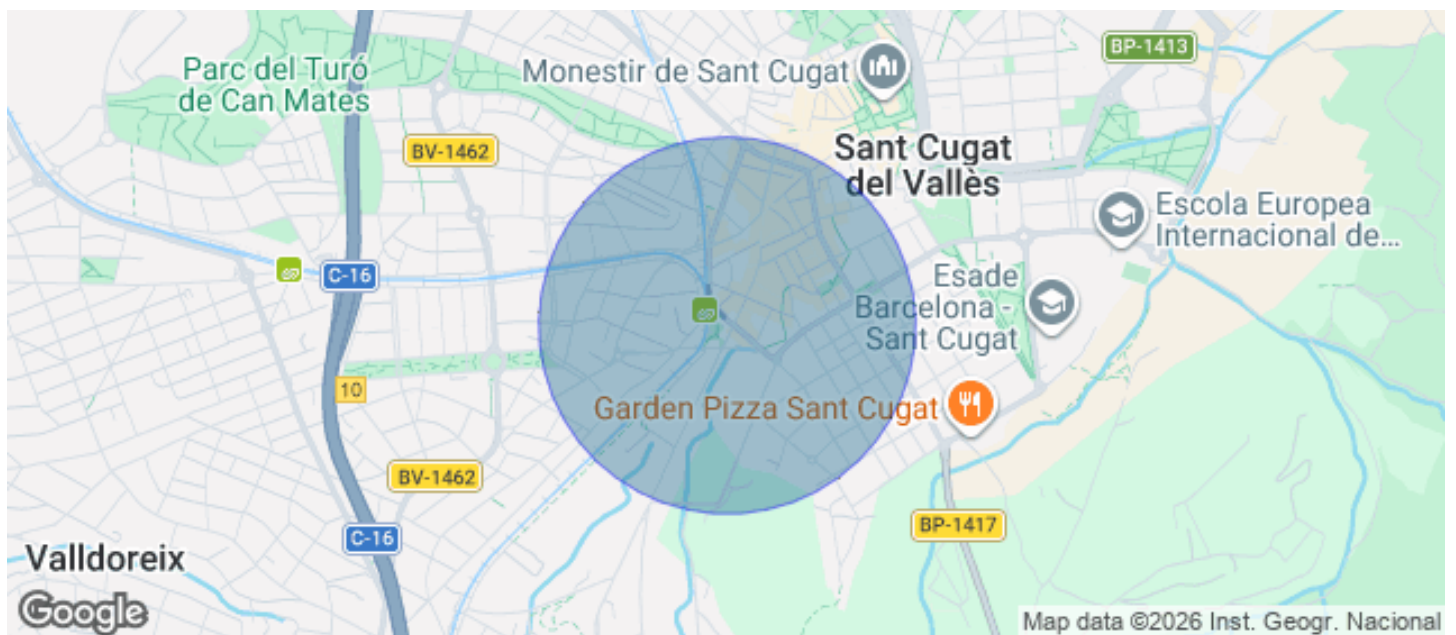 BP-1413
Parc del Turó
de Can Mates
Monestir de Sant Cugat
BV-1462
Sant Cugat
del Vallès
Escola Europea
Internacional de...
C-16
Esade
Barcelona -
Sant Cugat
10
Garden Pizza Sant Cugat
BV-1462
BP-1417
C-16
Valldoreix
Google
Map data ©2026 Inst. Geogr. Nacional